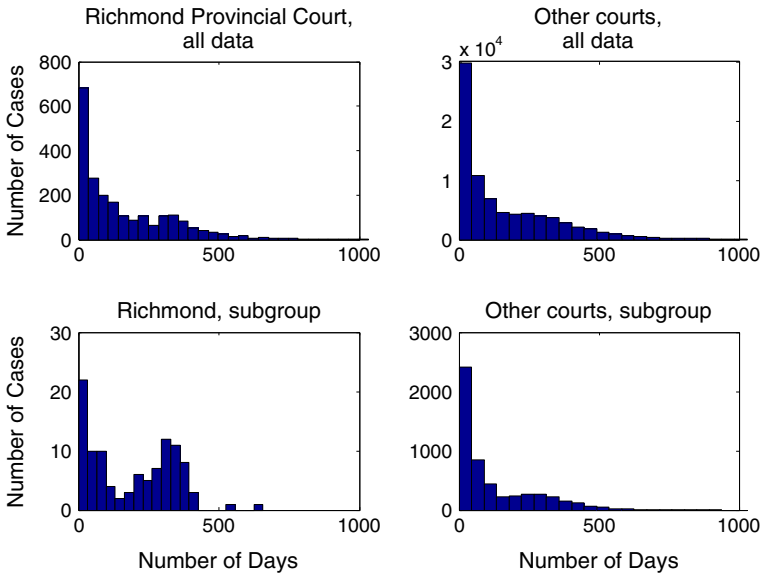 Richmond Provincial Court,
all data
Number of Cases
800
600
400
200
0
0 500 1000
Other courts,
all data
x 10^4
3
2
1
0
0 500 1000
Richmond, subgroup
Number of Cases
30
20
10
0
0 500 1000
Number of Days
Other courts, subgroup
3000
2000
1000
0
0 500 1000
Number of Days